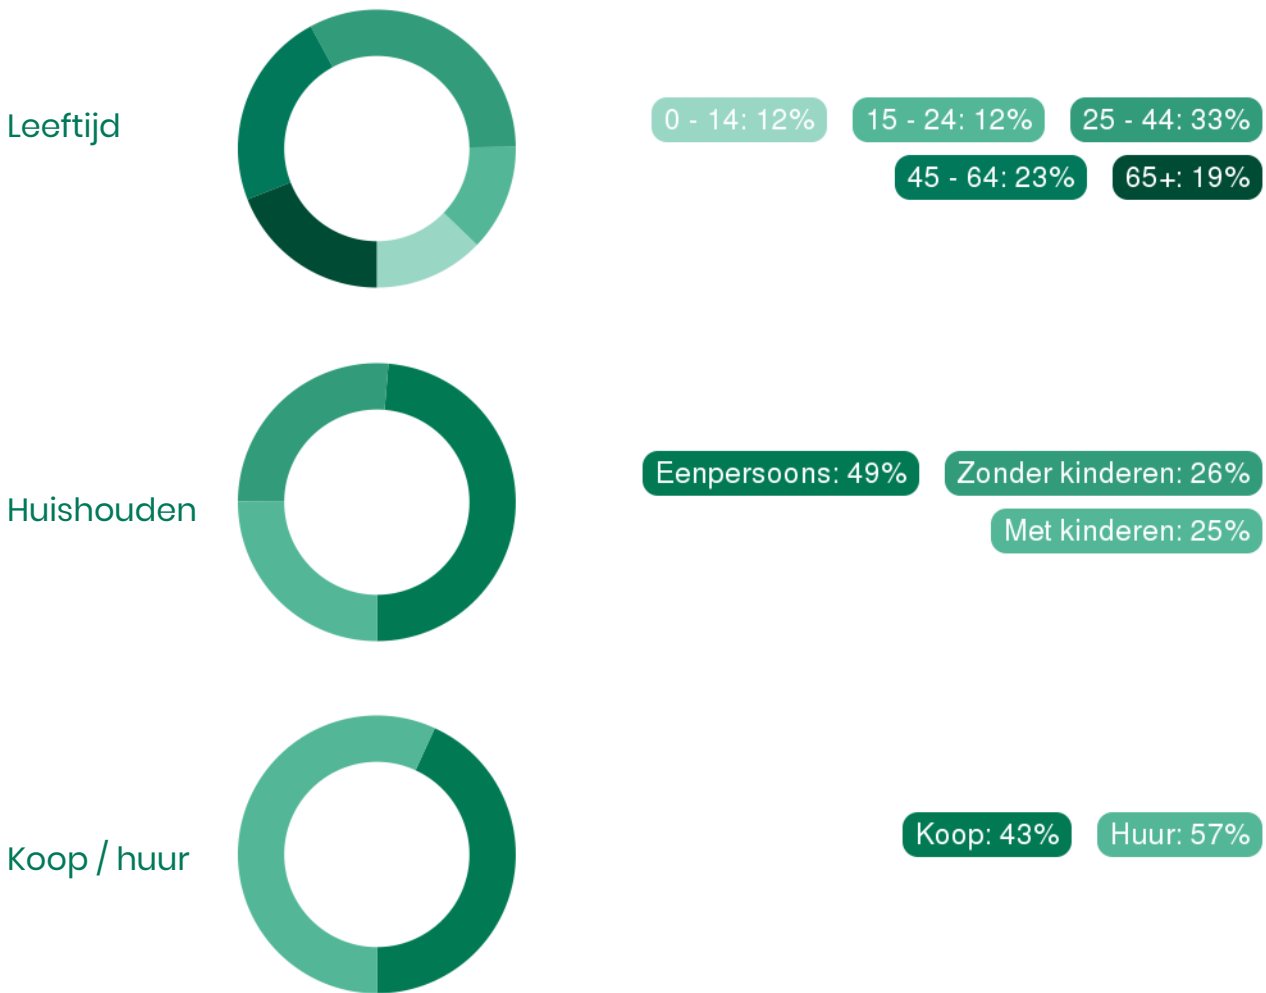 Leeftijd
0 - 14: 12% 15 - 24: 12% 25 - 44: 33%
45 - 64: 23% 65+: 19%
Huishouden
Eenpersoons: 49% Zonder kinderen: 26%
Met kinderen: 25%
Koop / huur
Koop: 43% Huur: 57%